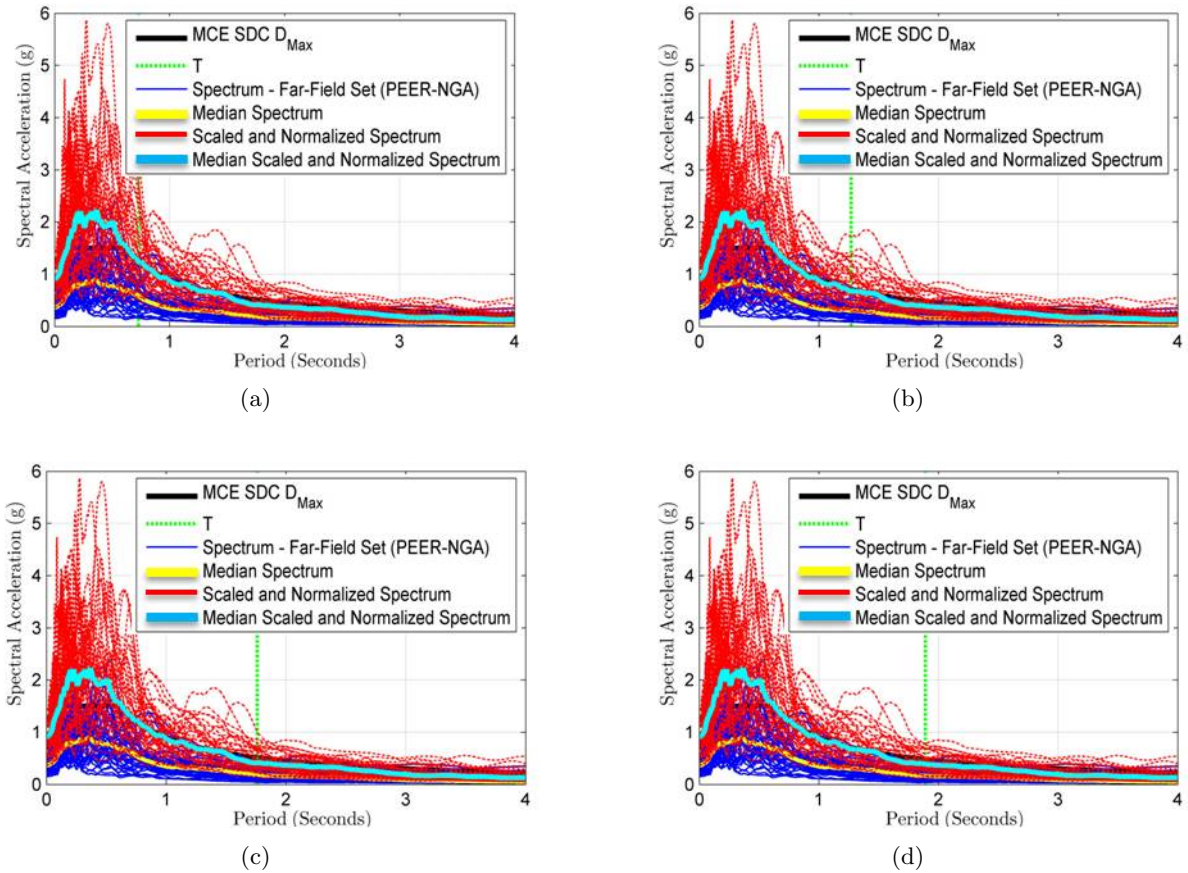 6
5
4
3
2
1
0
Spectral Acceleration (g)
MCE SDC D_Max
T
Spectrum - Far-Field Set (PEER-NGA)
Median Spectrum
Scaled and Normalized Spectrum
Median Scaled and Normalized Spectrum
0 1 2 3 4
Period (Seconds)
(a)
6
5
4
3
2
1
0
Spectral Acceleration (g)
MCE SDC D_Max
T
Spectrum - Far-Field Set (PEER-NGA)
Median Spectrum
Scaled and Normalized Spectrum
Median Scaled and Normalized Spectrum
0 1 2 3 4
Period (Seconds)
(b)
6
5
4
3
2
1
0
Spectral Acceleration (g)
MCE SDC D_Max
T
Spectrum - Far-Field Set (PEER-NGA)
Median Spectrum
Scaled and Normalized Spectrum
Median Scaled and Normalized Spectrum
0 1 2 3 4
Period (Seconds)
(c)
6
5
4
3
2
1
0
Spectral Acceleration (g)
MCE SDC D_Max
T
Spectrum - Far-Field Set (PEER-NGA)
Median Spectrum
Scaled and Normalized Spectrum
Median Scaled and Normalized Spectrum
0 1 2 3 4
Period (Seconds)
(d)